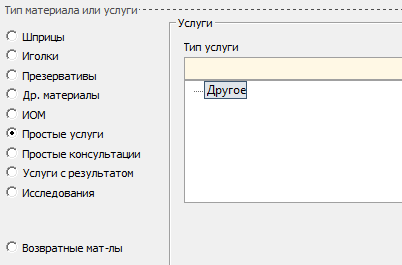 Тип материала или услуги
Шприцы
Иголки
Презервативы
Др. материалы
ИОМ
Простые услуги
Простые консультации
Услуги с результатом
Исследования
Возвратные мат-лы
Услуги
Тип услуги
Другое